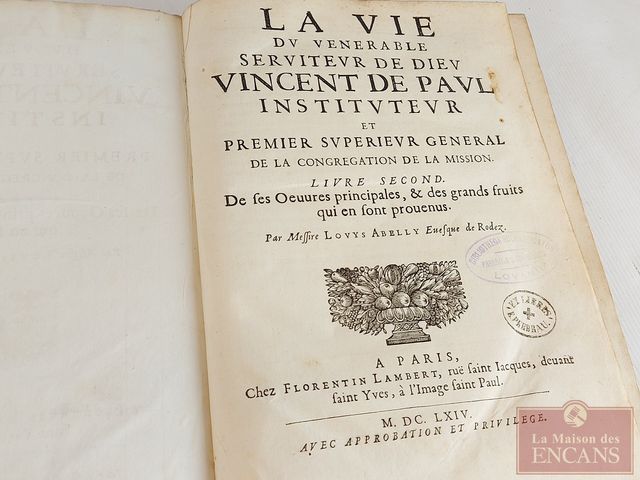 LA VIE
DV VENERABLE
SERVITEVR DE DIEV
VINCENT DE PAVL
INSTITVTEVR
ET
PREMIER SVPERIEVR GENERAL
DE LA CONGREGATION DE LA MISSION.
LIVRE SECOND.
De ſes Oeuures principales, & des grands fruits
qui en ſont prouenus.
Par Meſſire LOVYS ABELLY Eueſque de Rodez.
A PARIS,
Chez FLORENTIN LAMBERT, ruë ſaint Iacques, deuant
ſaint Yves, à l'Image ſaint Paul.
M. DC. LXIV.
AVEC APPROBATION ET PRIVILEGE.
La Maison des
ENCANS